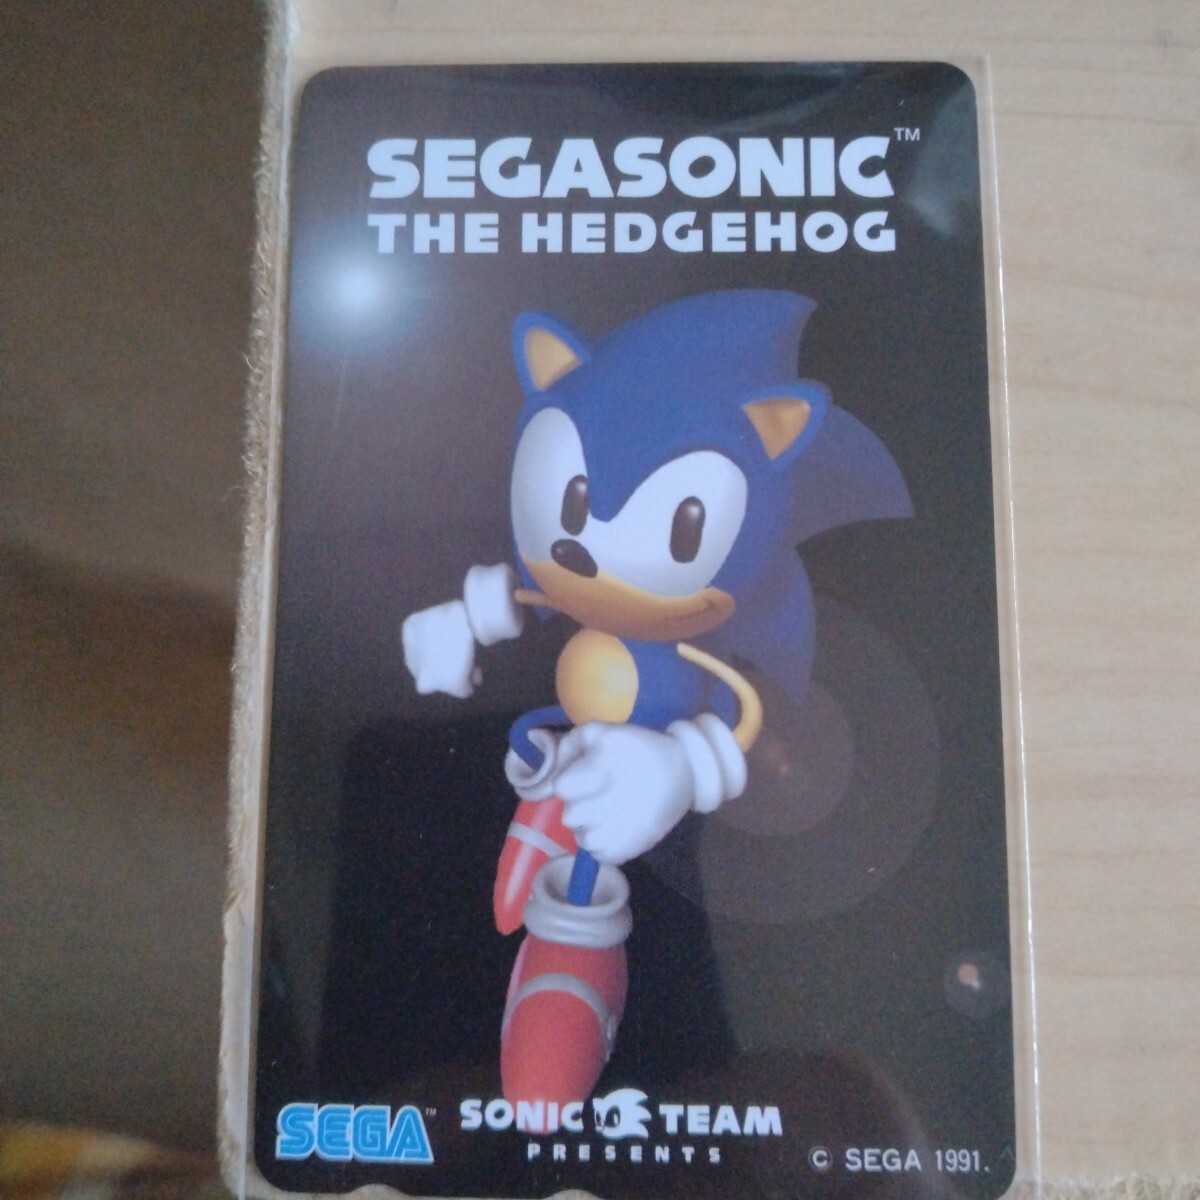 SEGASONIC™
THE HEDGEHOG
SEGA™
SONIC TEAM
PRESENTS
© SEGA 1991.